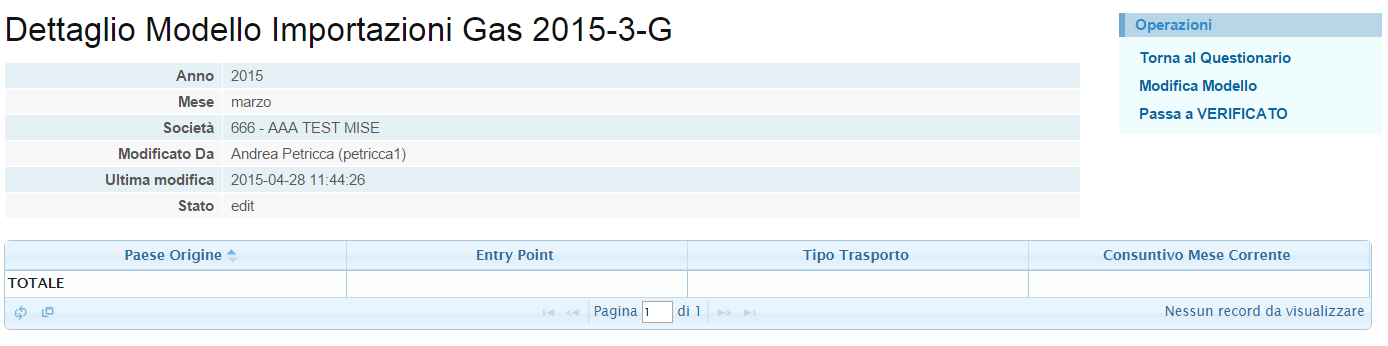 Dettaglio Modello Importazioni Gas 2015-3-G
Anno 2015
Mese marzo
Società 666 - AAA TEST MISE
Modificato Da Andrea Petricca (petricca1)
Ultima modifica 2015-04-28 11:44:26
Stato edit
Operazioni
Torna al Questionario
Modifica Modello
Passa a VERIFICATO
Paese Origine Entry Point Tipo Trasporto Consuntivo Mese Corrente
TOTALE
Pagina 1 di 1 Nessun record da visualizzare